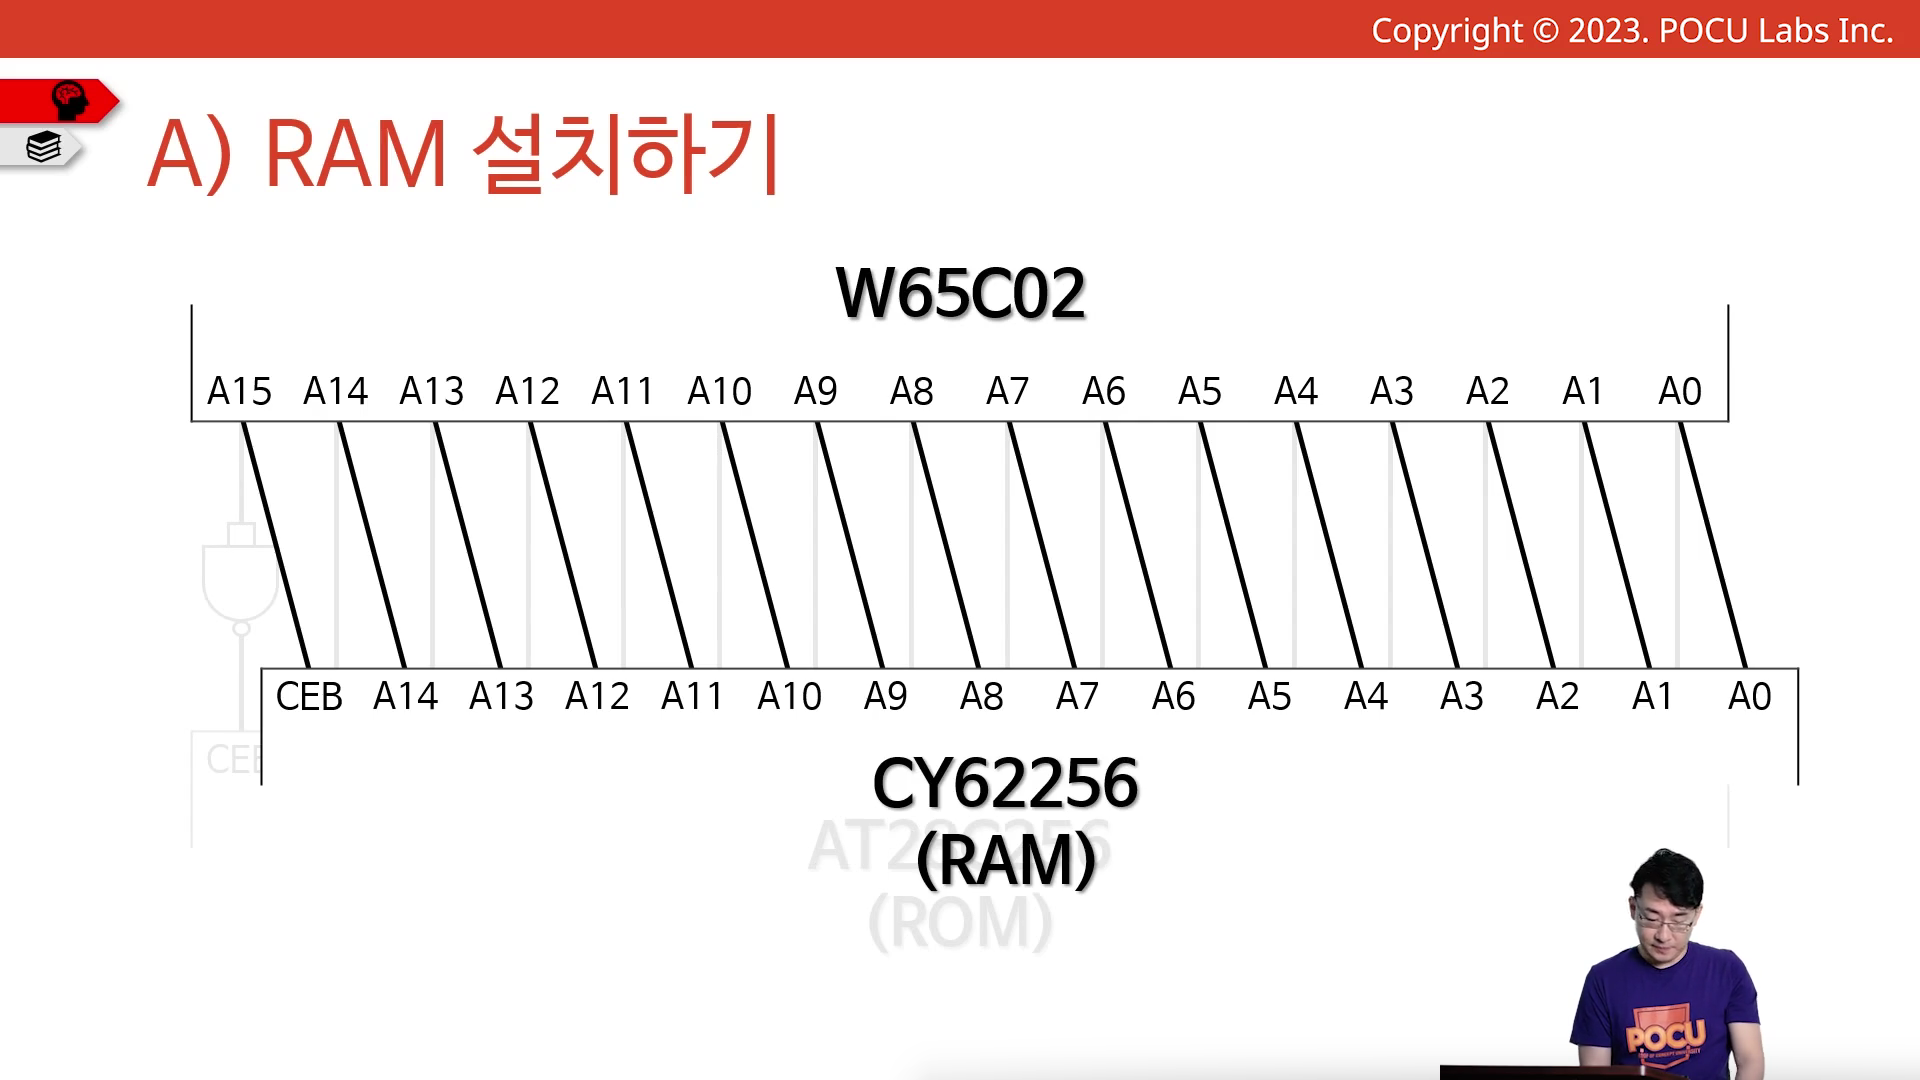 Copyright © 2023. POCU Labs Inc.
A) RAM 설치하기
W65C02
A15 A14 A13 A12 A11 A10 A9 A8 A7 A6 A5 A4 A3 A2 A1 A0
CEB A14 A13 A12 A11 A10 A9 A8 A7 A6 A5 A4 A3 A2 A1 A0
CEB
CY62256
AT28C256
(RAM)
(ROM)
POCU